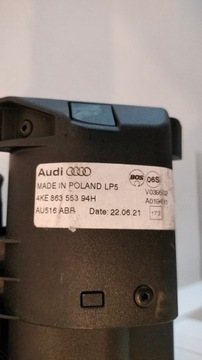 Audi BOS 06S
MADE IN POLAND LP5
4KE 863 553 94H
AU516 ABR Date: 22.06.21